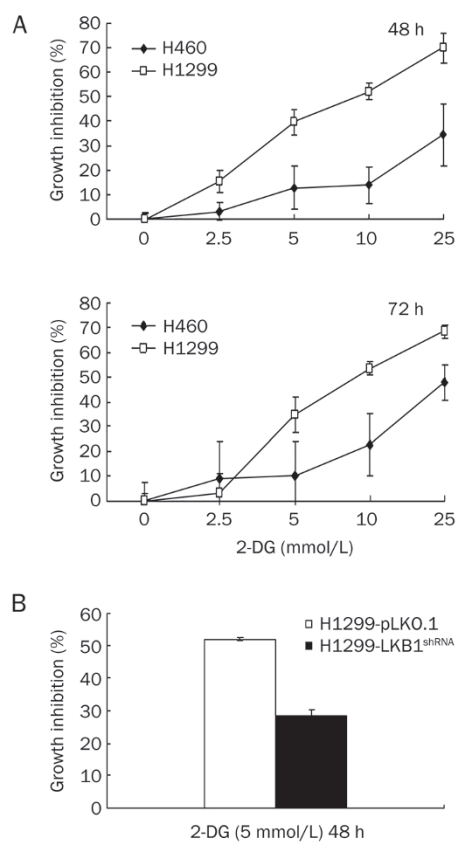 A
48 h
H460
H1299
Growth inhibition (%)
80
70
60
50
40
30
20
10
0
0 2.5 5 10 25
72 h
H460
H1299
Growth inhibition (%)
80
70
60
50
40
30
20
10
0
0 2.5 5 10 25
2-DG (mmol/L)
B
H1299-pLKO.1
H1299-LKB1shRNA
Growth inhibition (%)
60
50
40
30
20
10
0
2-DG (5 mmol/L) 48 h